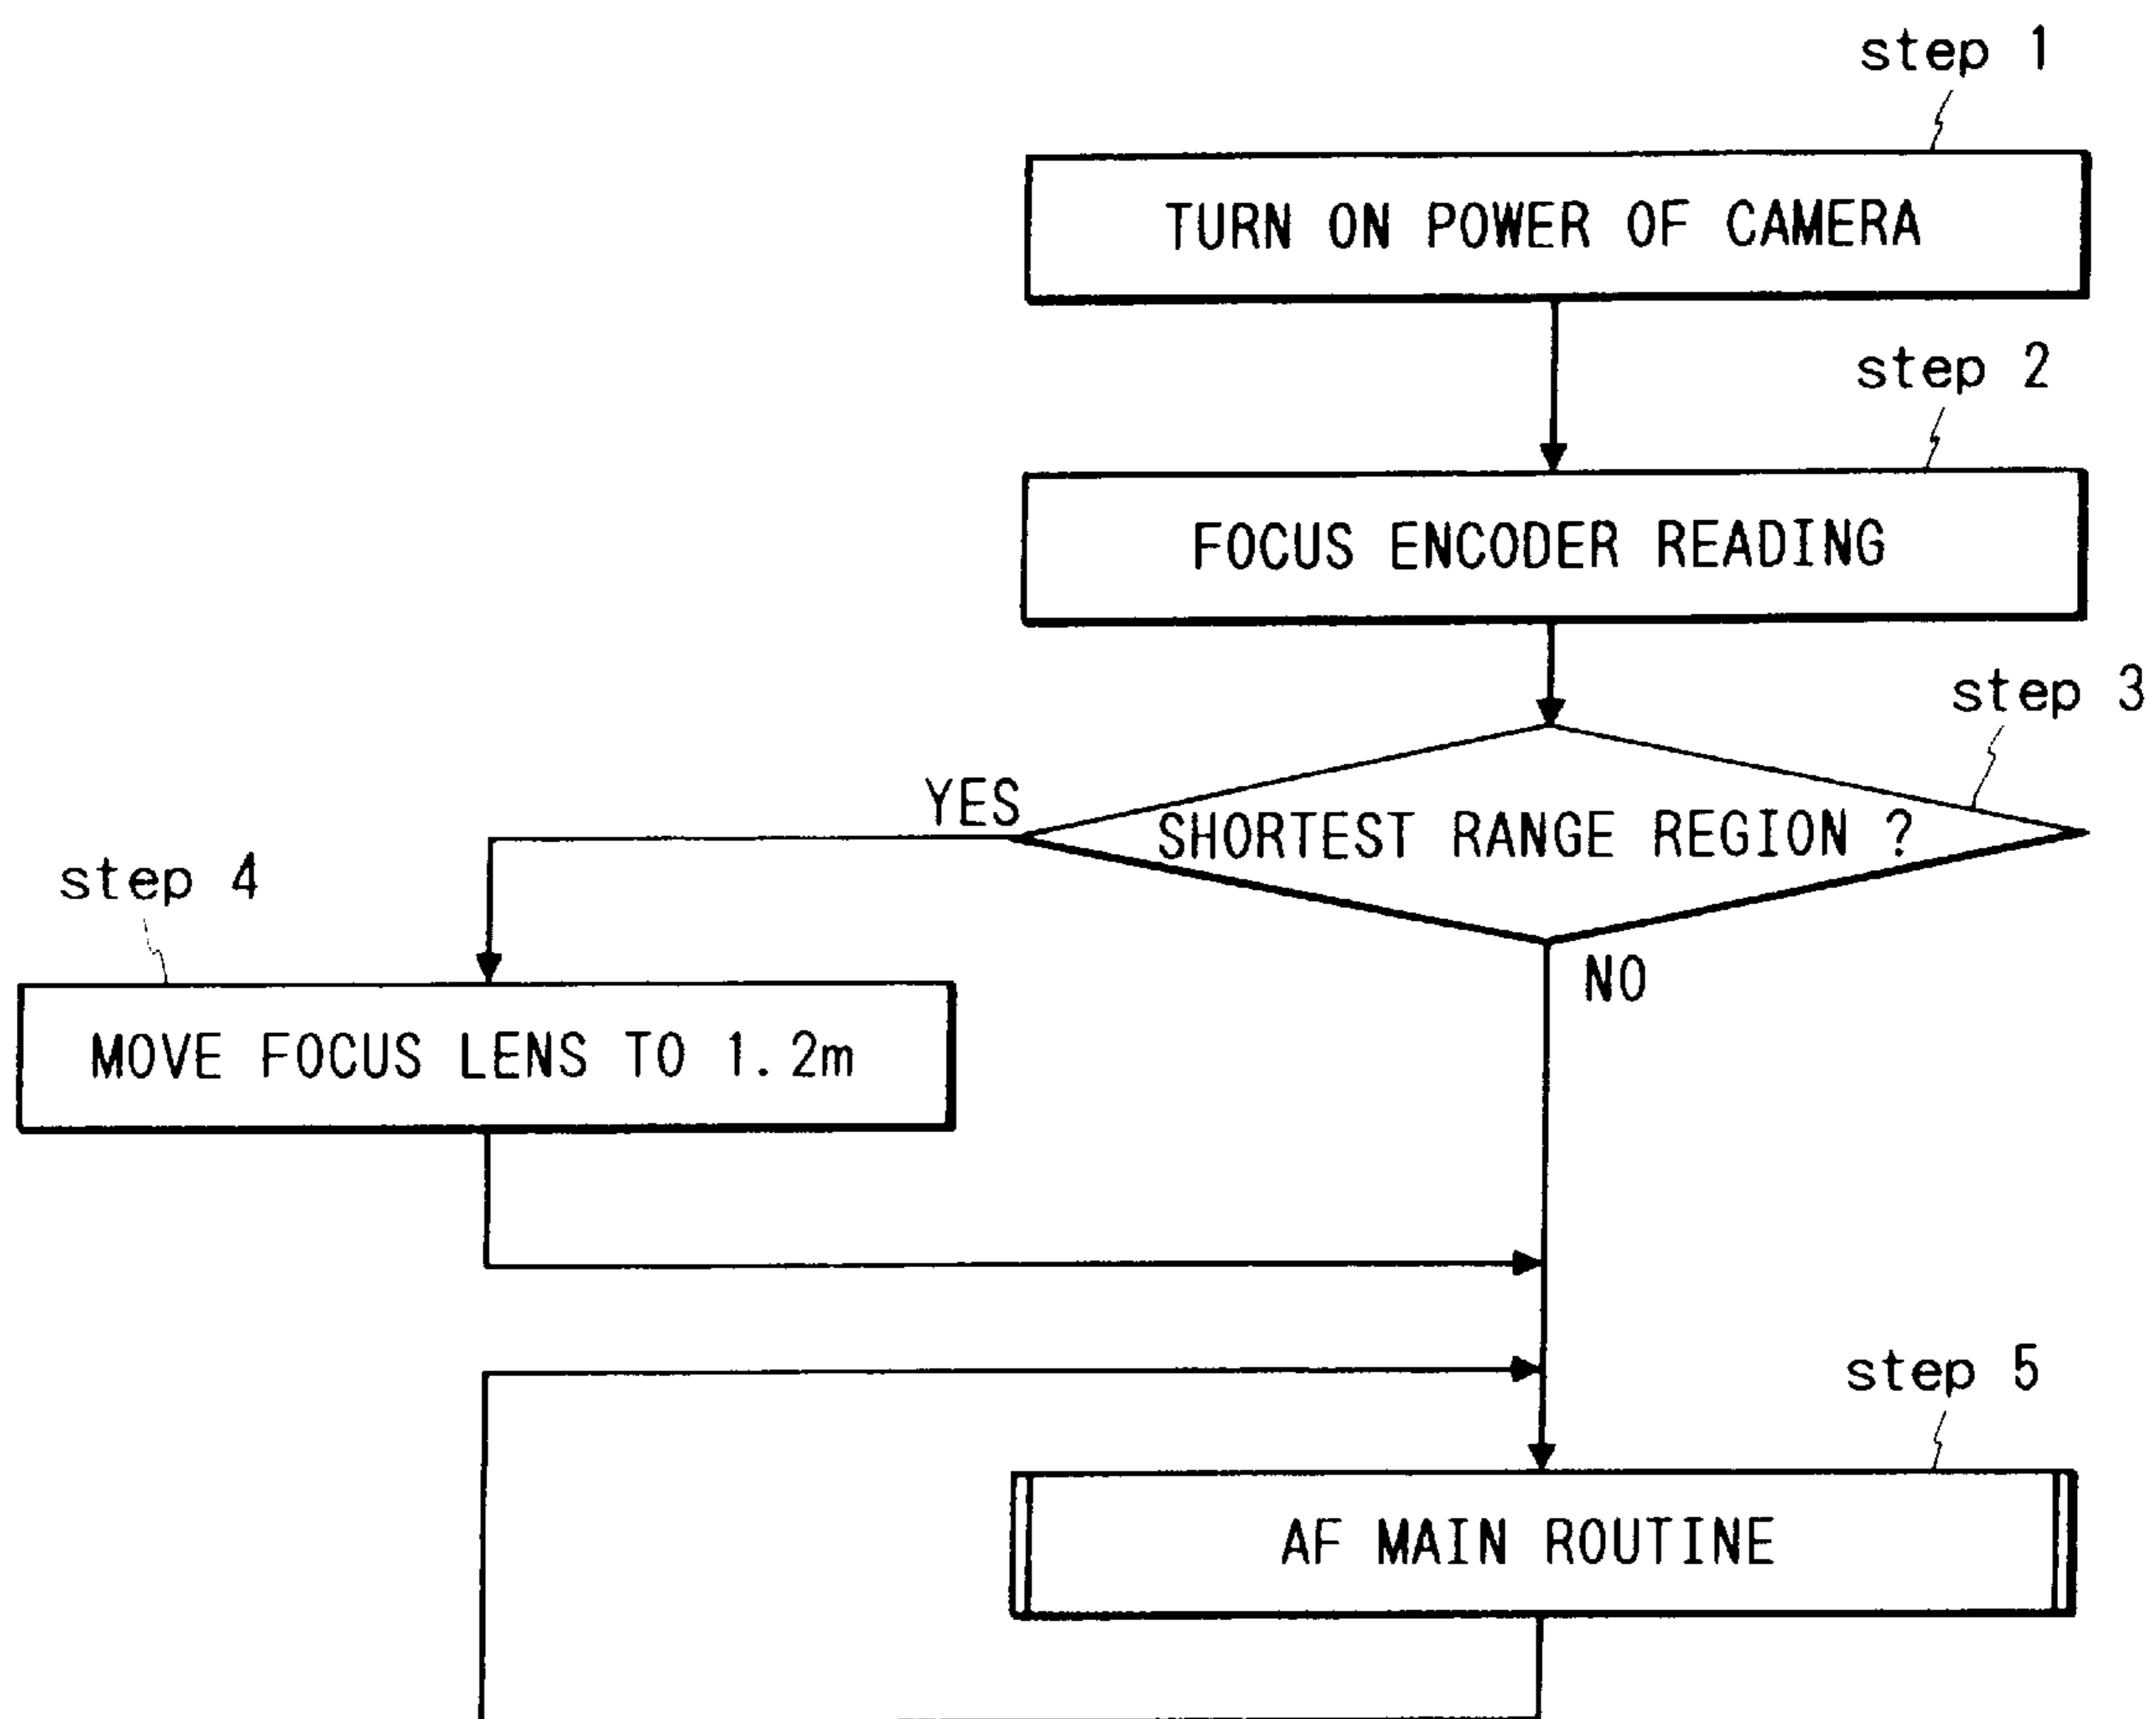 step 1
TURN ON POWER OF CAMERA
step 2
FOCUS ENCODER READING
step 3
YES
SHORTEST RANGE REGION ?
step 4
NO
MOVE FOCUS LENS TO 1.2m
step 5
AF MAIN ROUTINE